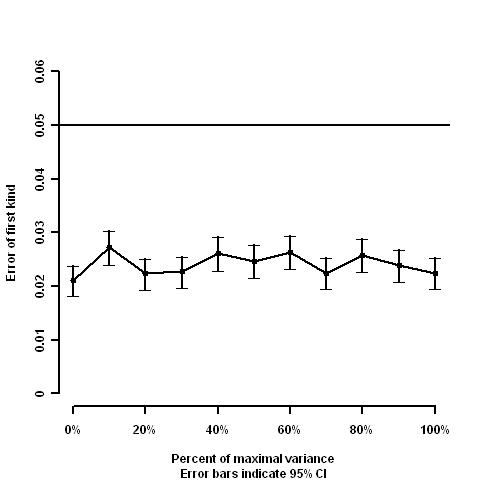 0.06
0.05
0.04
0.03
0.02
0.01
0
Error of first kind
0% 20% 40% 60% 80% 100%
Percent of maximal variance
Error bars indicate 95% CI